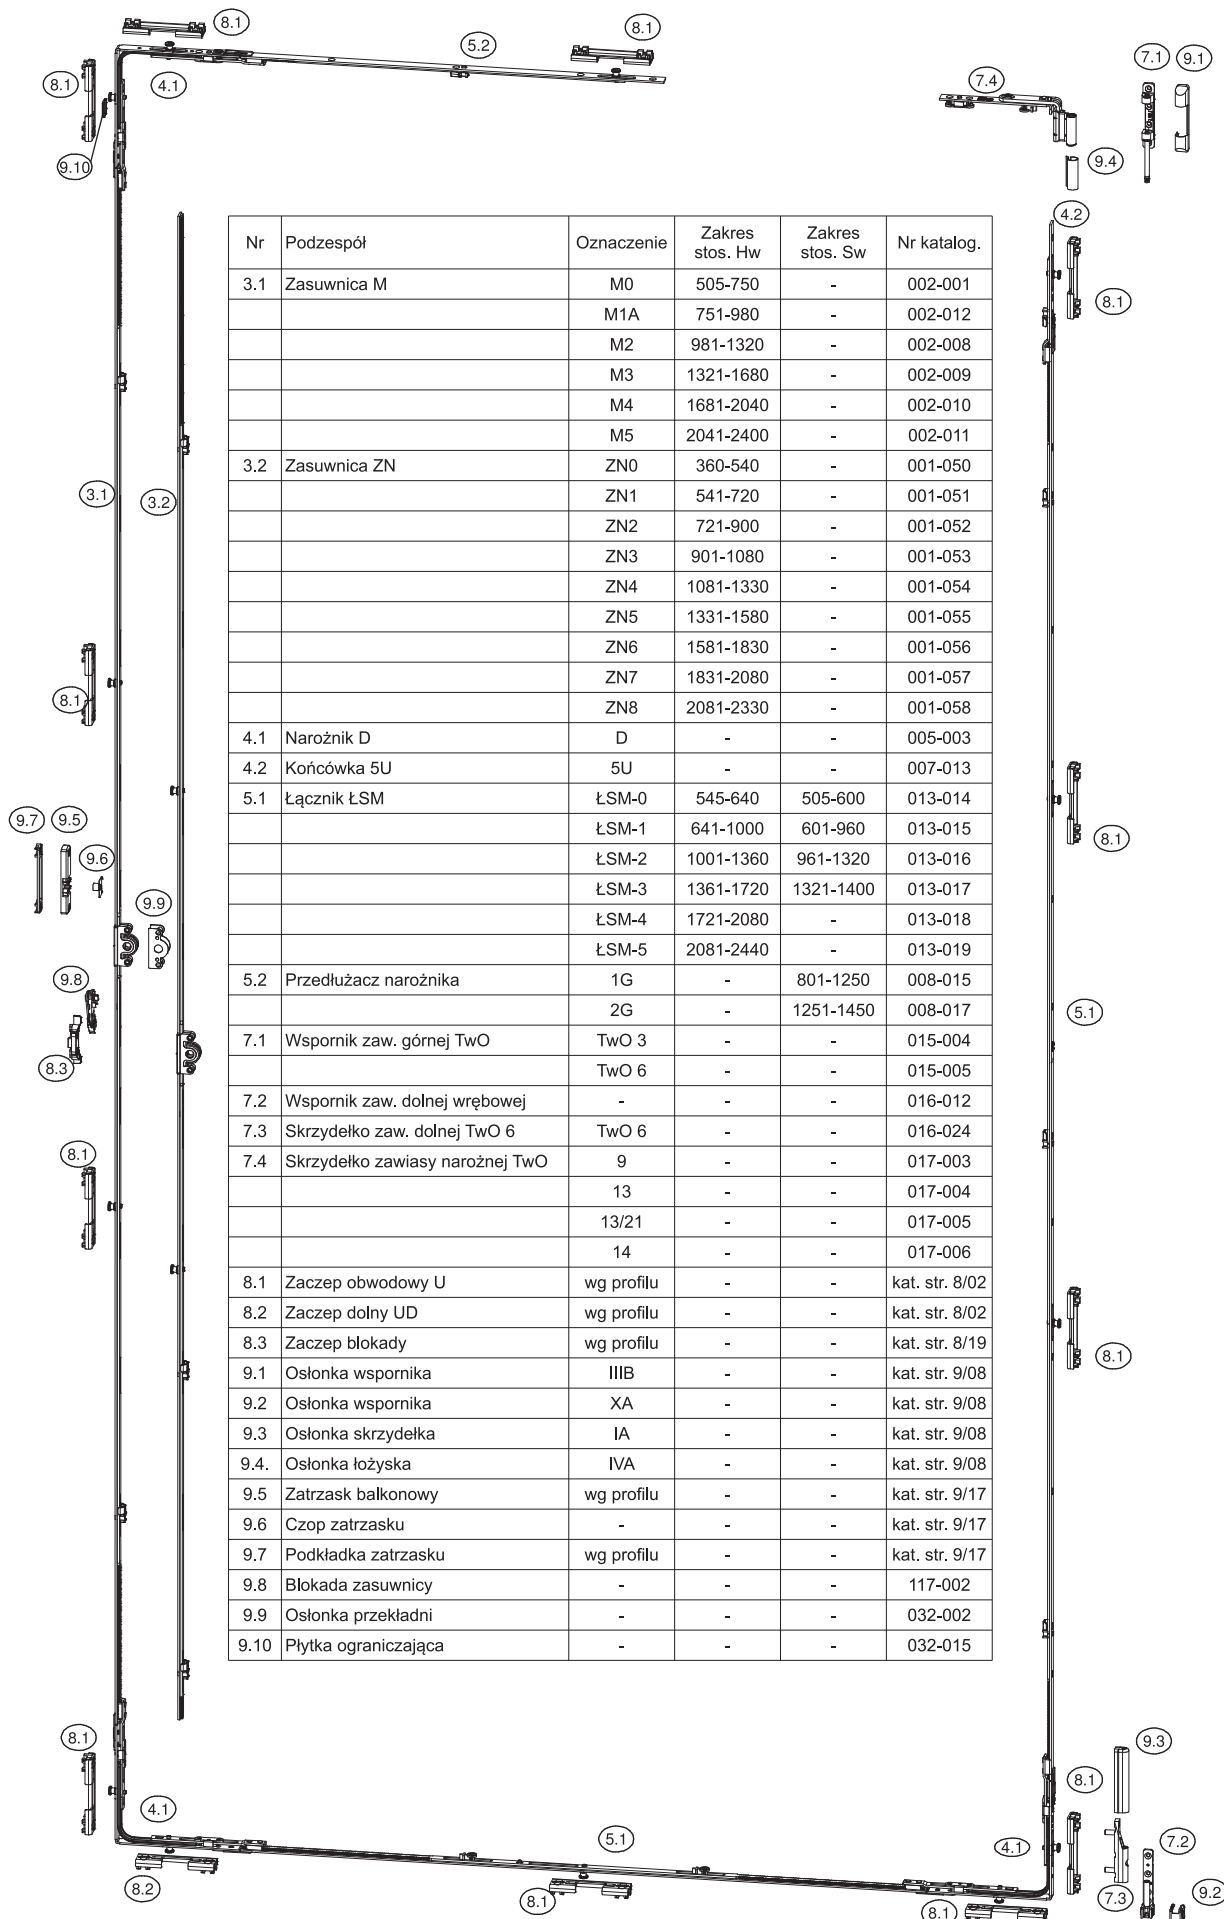 8.1
8.1
5.2
7.1 9.1
8.1
4.1
7.4
9.10
9.4
4.2
Nr Podzespół Oznaczenie Zakres stos. Hw Zakres stos. Sw Nr katalog.
3.1 Zasuwnica M M0 505-750 - 002-001
M1A 751-980 - 002-012
8.1
M2 981-1320 - 002-008
M3 1321-1680 - 002-009
M4 1681-2040 - 002-010
M5 2041-2400 - 002-011
3.2 Zasuwnica ZN ZN0 360-540 - 001-050
3.1
3.2
ZN1 541-720 - 001-051
ZN2 721-900 - 001-052
ZN3 901-1080 - 001-053
ZN4 1081-1330 - 001-054
ZN5 1331-1580 - 001-055
ZN6 1581-1830 - 001-056
ZN7 1831-2080 - 001-057
8.1
ZN8 2081-2330 - 001-058
4.1 Narożnik D D - - 005-003
4.2 Końcówka 5U 5U - - 007-013
5.1 Łącznik ŁSM ŁSM-0 545-640 505-600 013-014
9.7 9.5
ŁSM-1 641-1000 601-960 013-015
8.1
9.6
ŁSM-2 1001-1360 961-1320 013-016
ŁSM-3 1361-1720 1321-1400 013-017
9.9
ŁSM-4 1721-2080 - 013-018
ŁSM-5 2081-2440 - 013-019
9.8
5.2 Przedłużacz narożnika 1G - 801-1250 008-015
2G - 1251-1450 008-017
5.1
7.1 Wspornik zaw. górnej TwO TwO 3 - - 015-004
8.3
TwO 6 - - 015-005
7.2 Wspornik zaw. dolnej wrębowej - - - 016-012
7.3 Skrzydełko zaw. dolnej TwO 6 TwO 6 - - 016-024
8.1
7.4 Skrzydełko zawiasy narożnej TwO 9 - - 017-003
13 - - 017-004
13/21 - - 017-005
14 - - 017-006
8.1 Zaczep obwodowy U wg profilu - - kat. str. 8/02
8.2 Zaczep dolny UD wg profilu - - kat. str. 8/02
8.3 Zaczep blokady wg profilu - - kat. str. 8/19
8.1
9.1 Osłonka wspornika IIIB - - kat. str. 9/08
9.2 Osłonka wspornika XA - - kat. str. 9/08
9.3 Osłonka skrzydełka IA - - kat. str. 9/08
9.4. Osłonka łożyska IVA - - kat. str. 9/08
9.5 Zatrzask balkonowy wg profilu - - kat. str. 9/17
9.6 Czop zatrzasku - - - kat. str. 9/17
9.7 Podkładka zatrzasku wg profilu - - kat. str. 9/17
9.8 Blokada zasuwnicy - - - 117-002
9.9 Osłonka przekładni - - - 032-002
9.10 Płytka ograniczająca - - - 032-015
8.1
9.3
8.1
4.1
5.1
4.1
7.2
8.2
8.1
8.1
7.3
9.2